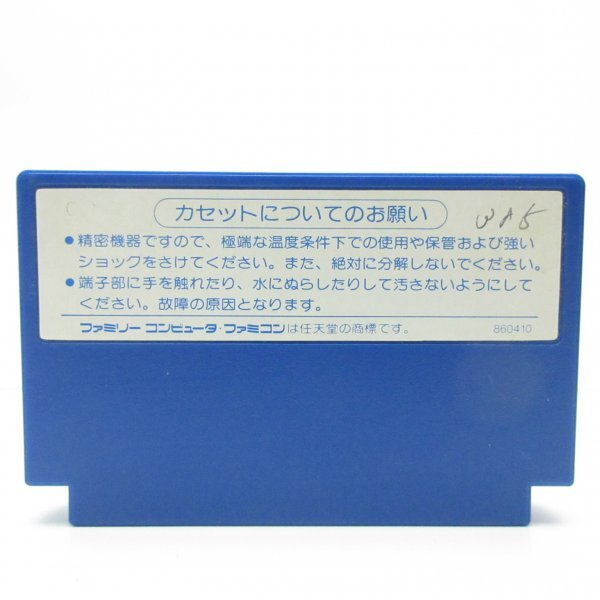 カセットについてのお願い
●精密機器ですので、極端な温度条件下での使用や保管および強い
ショックをさけてください。また、絶対に分解しないでください。
●端子部に手を触れたり、水にぬらしたりして汚さないようにして
ください。故障の原因となります。
ファミリーコンピュータ・ファミコンは任天堂の商標です。 860410